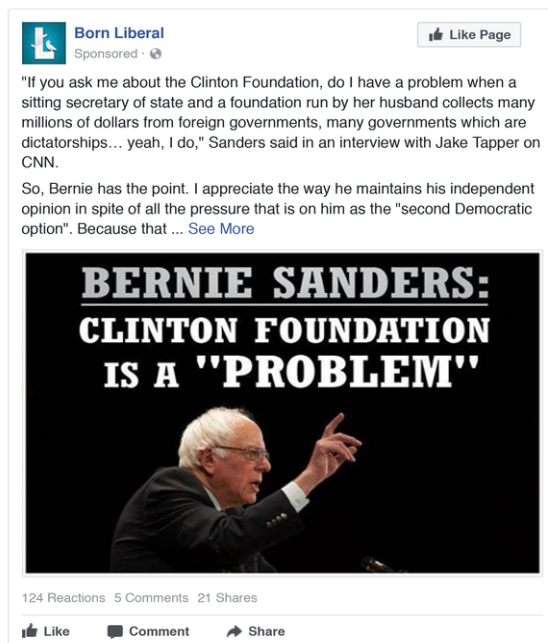 Born Liberal
Like Page
Sponsored ·
"If you ask me about the Clinton Foundation, do I have a problem when a
sitting secretary of state and a foundation run by her husband collects many
millions of dollars from foreign governments, many governments which are
dictatorships… yeah, I do," Sanders said in an interview with Jake Tapper on
CNN.
So, Bernie has the point. I appreciate the way he maintains his independent
opinion in spite of all the pressure that is on him as the "second Democratic
option". Because that ... See More
BERNIE SANDERS:
CLINTON FOUNDATION
IS A "PROBLEM"
124 Reactions 5 Comments 21 Shares
Like Comment Share